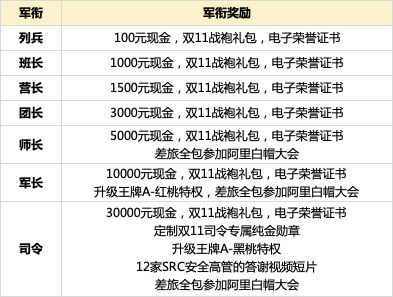 军衔 军衔奖励
列兵 100元现金，双11战袍礼包，电子荣誉证书
班长 1000元现金，双11战袍礼包，电子荣誉证书
营长 1500元现金，双11战袍礼包，电子荣誉证书
团长 3000元现金，双11战袍礼包，电子荣誉证书
师长 5000元现金，双11战袍礼包，电子荣誉证书
差旅全包参加阿里白帽大会
军长 10000元现金，双11战袍礼包，电子荣誉证书
升级王牌A-红桃特权，差旅全包参加阿里白帽大会
司令 30000元现金，双11战袍礼包，电子荣誉证书
定制双11司令专属纯金勋章
升级王牌A-黑桃特权
12家SRC安全高管的答谢视频短片
差旅全包参加阿里白帽大会